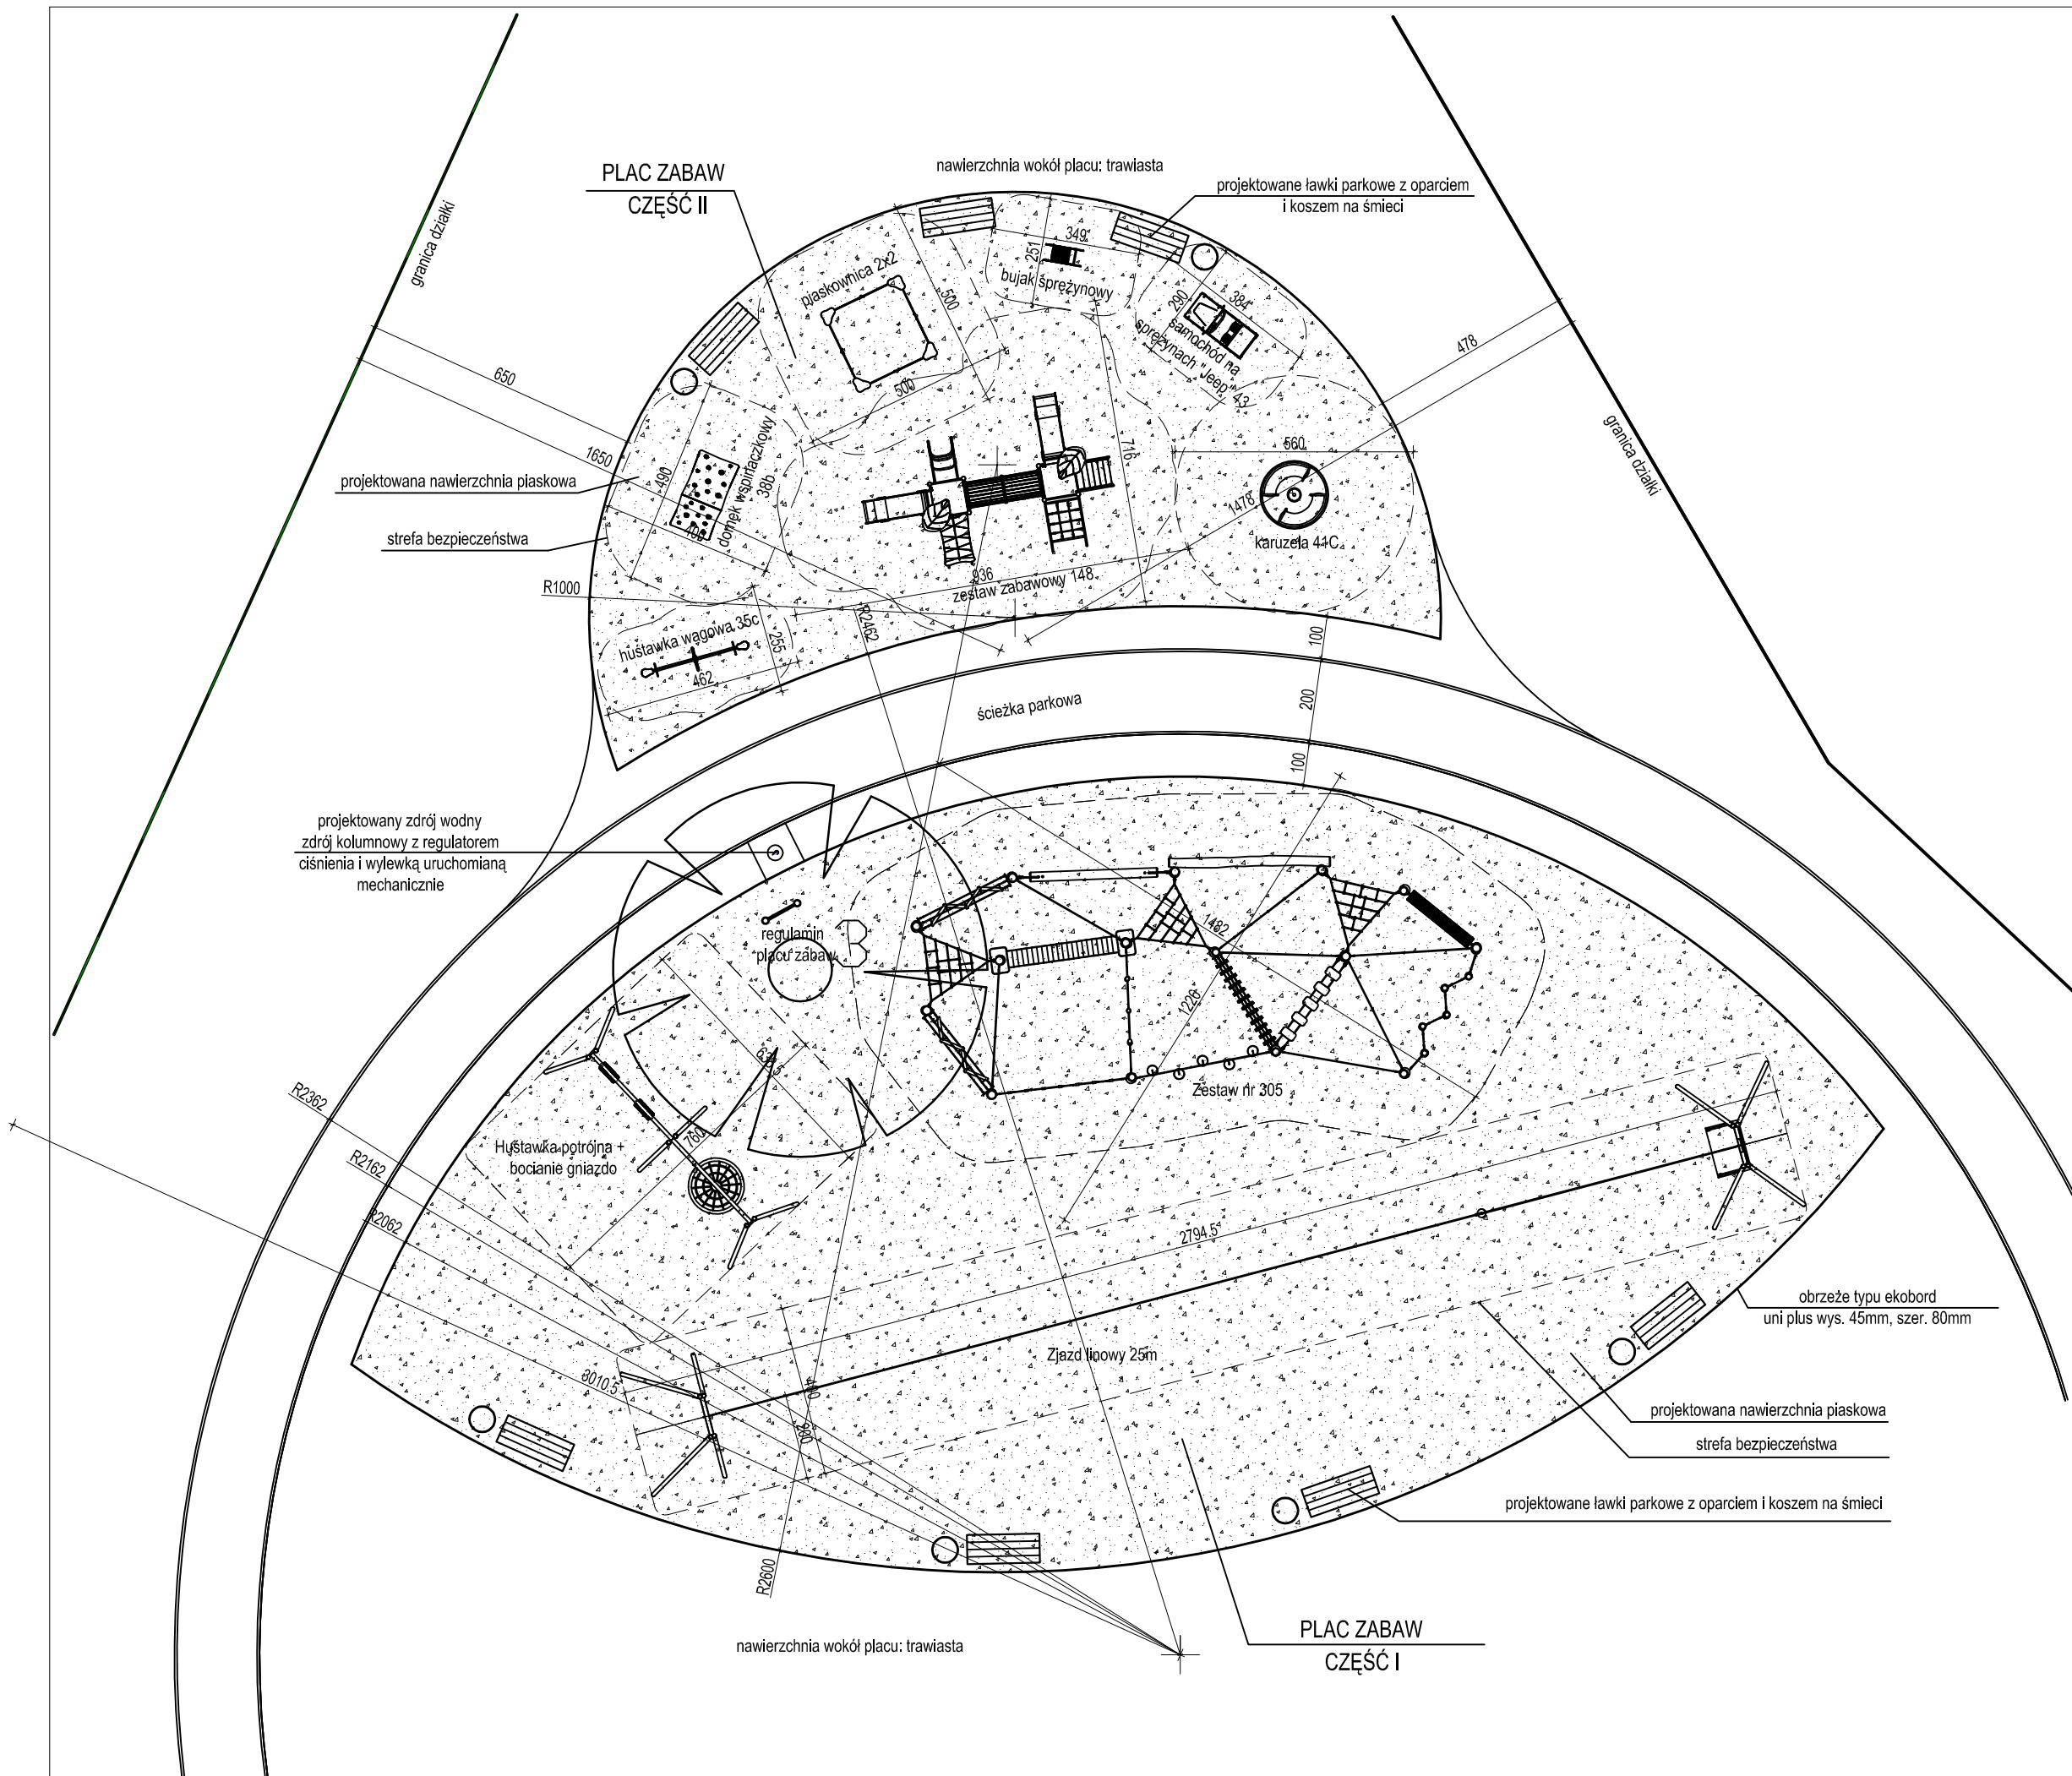 PLAC ZABAW
CZĘŚĆ II
nawierzchnia wokół placu: trawiasta
projektowane ławki parkowe z oparciem
i koszem na śmieci
granica działki
349
251
bujak sprężynowy
piaskownica 2x2
500
500
290
384
samochód na
sprężynach "Jeep" 43
478
650
1650
granica działki
projektowana nawierzchnia piaskowa
490
400
domek wspinaczkowy
38b
716
560
1478
karuzela 41C
strefa bezpieczeństwa
936
zestaw zabawowy 148
R1000
R2462
huśtawka wagowa 35c
255
462
100
200
100
ścieżka parkowa
projektowany zdrój wodny
zdrój kolumnowy z regulatorem
ciśnienia i wylewką uruchomianą
mechanicznie
regulamin
placu zabaw
1482
1226
Zestaw nr 305
R2362
R2162
R2062
760
Huśtawka potrójna +
bocianie gniazdo
2794.5
obrzeże typu ekobord
uni plus wys. 45mm, szer. 80mm
Zjazd linowy 25m
3010.5
projektowana nawierzchnia piaskowa
strefa bezpieczeństwa
projektowane ławki parkowe z oparciem i koszem na śmieci
R2600
nawierzchnia wokół placu: trawiasta
PLAC ZABAW
CZĘŚĆ I